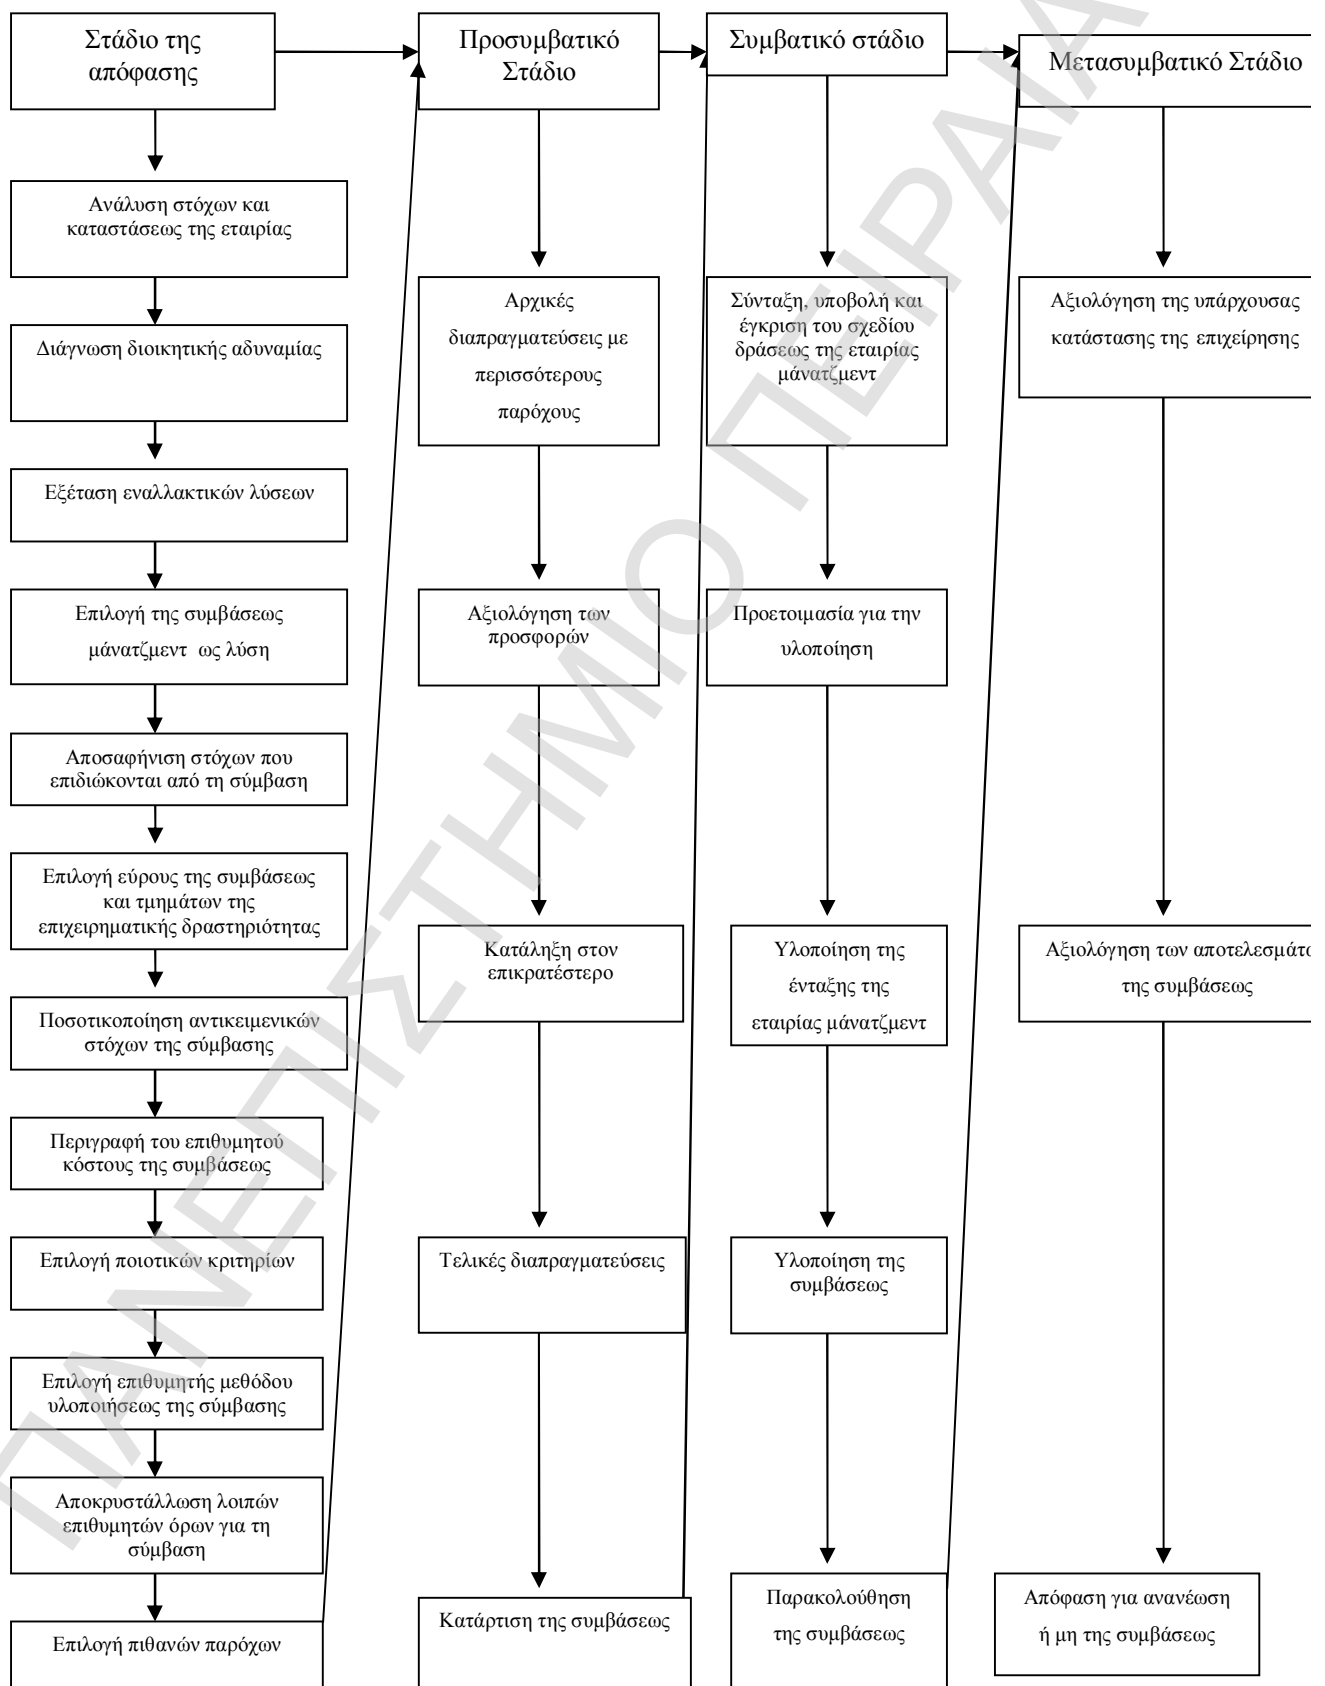 Στάδιο της
απόφασης
Ανάλυση στόχων και
καταστάσεως της εταιρίας
Διάγνωση διοικητικής αδυναμίας
Εξέταση εναλλακτικών λύσεων
Επιλογή της συμβάσεως
μάνατζμεντ ως λύση
Αποσαφήνιση στόχων που
επιδιώκονται από τη σύμβαση
Επιλογή εύρους της συμβάσεως
και τμημάτων της
επιχειρηματικής δραστηριότητας
Ποσοτικοποίηση αντικειμενικών
στόχων της σύμβασης
Περιγραφή του επιθυμητού
κόστους της συμβάσεως
Επιλογή ποιοτικών κριτηρίων
Επιλογή επιθυμητής μεθόδου
υλοποιήσεως της σύμβασης
Αποκρυστάλλωση λοιπών
επιθυμητών όρων για τη
σύμβαση
Επιλογή πιθανών παρόχων
Προσυμβατικό
Στάδιο
Αρχικές
διαπραγματεύσεις με
περισσότερους
παρόχους
Αξιολόγηση των
προσφορών
Κατάληξη στον
επικρατέστερο
Τελικές διαπραγματεύσεις
Κατάρτιση της συμβάσεως
Συμβατικό στάδιο
Σύνταξη, υποβολή και
έγκριση του σχεδίου
δράσεως της εταιρίας
μάνατζμεντ
Προετοιμασία για την
υλοποίηση
Υλοποίηση της
ένταξης της
εταιρίας μάνατζμεντ
Υλοποίηση της
συμβάσεως
Παρακολούθηση
της συμβάσεως
Μετασυμβατικό Στάδιο
Αξιολόγηση της υπάρχουσας
κατάστασης της επιχείρησης
Αξιολόγηση των αποτελεσμάτω
της συμβάσεως
Απόφαση για ανανέωση
ή μη της συμβάσεως
ΠΑΝΕΠΙΣΤΗΜΙΟ ΠΕΙΡΑΙΑ